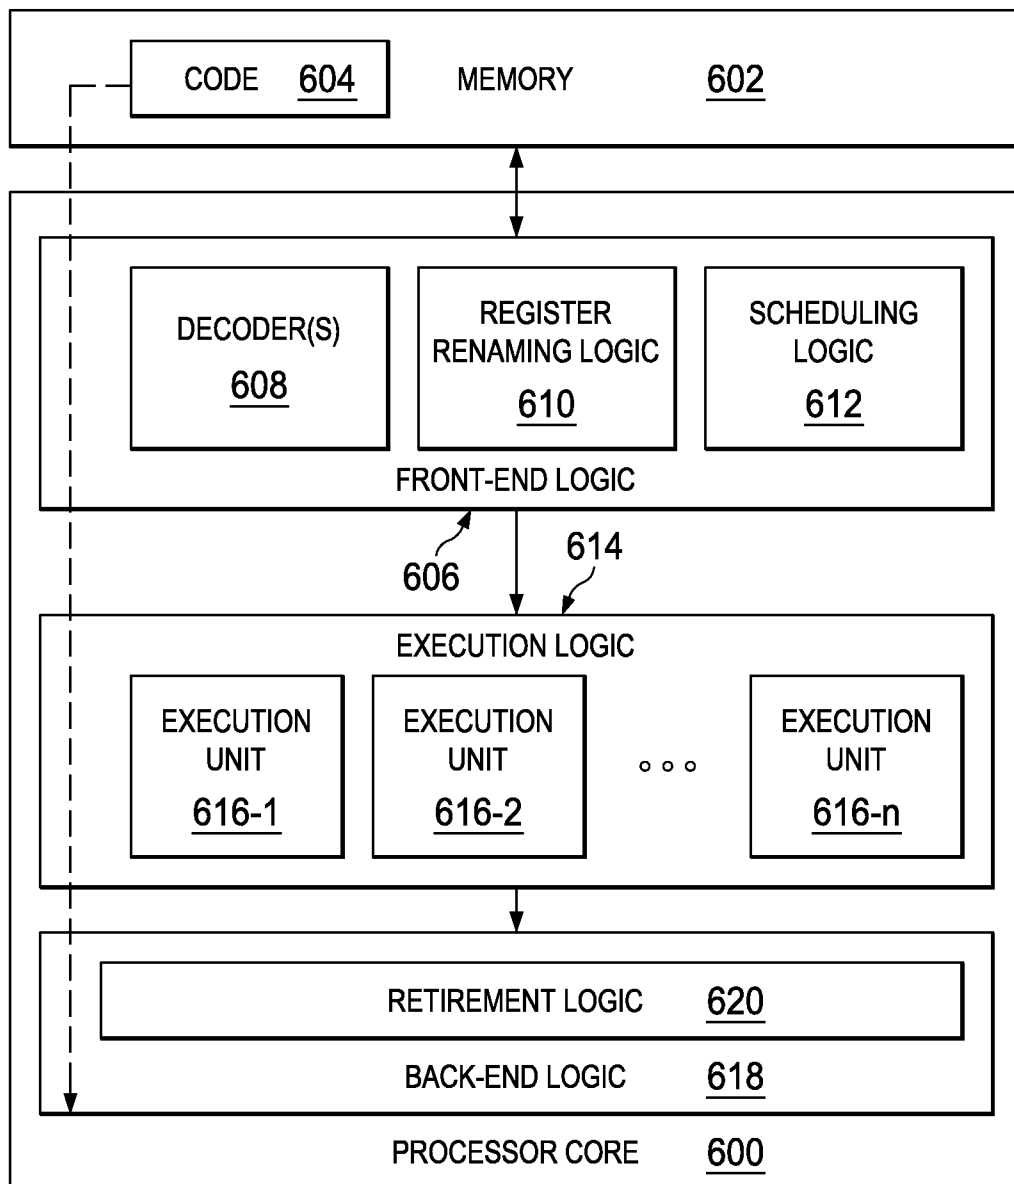 CODE 604 MEMORY 602
DECODER(S)
608
REGISTER
RENAMING LOGIC
610
SCHEDULING
LOGIC
612
FRONT-END LOGIC
606
614
EXECUTION LOGIC
EXECUTION
UNIT
616-1
EXECUTION
UNIT
616-2
EXECUTION
UNIT
616-n
RETIREMENT LOGIC 620
BACK-END LOGIC 618
PROCESSOR CORE 600